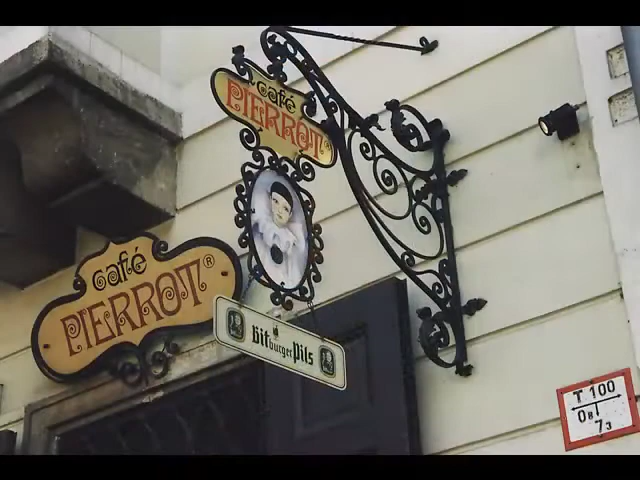 café
PIERROT®
café
PIERROT®
Bitburger Pils
T 100
0,8
7,3